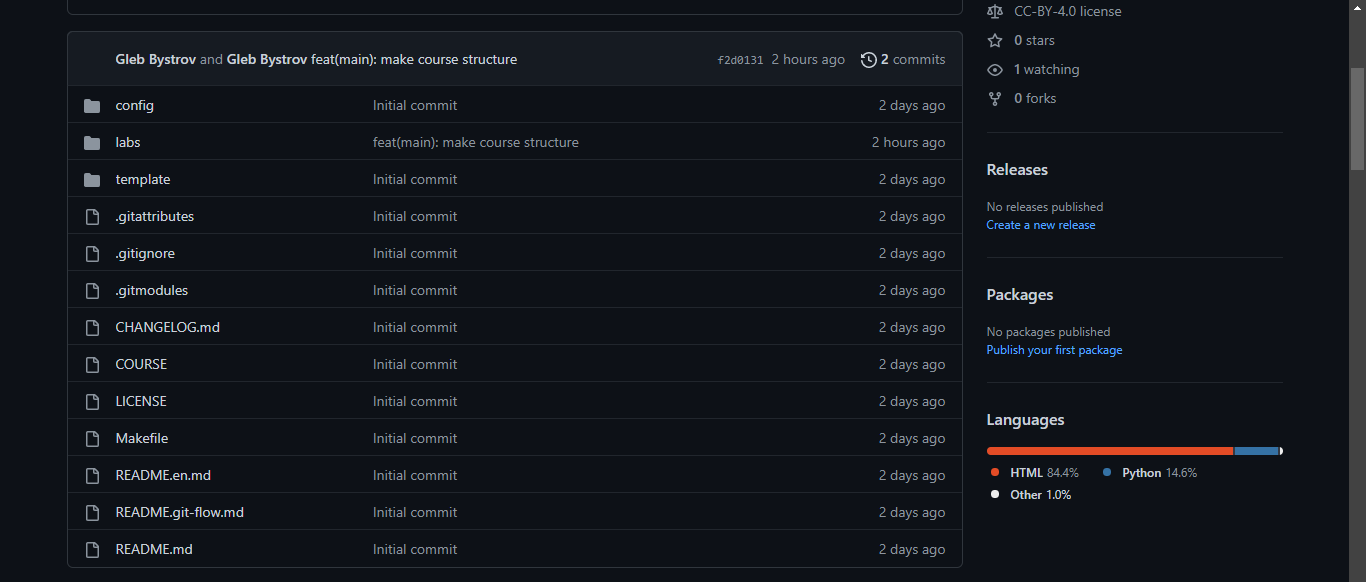 Gleb Bystrov and Gleb Bystrov feat(main): make course structure f2d0131 2 hours ago 2 commits
config Initial commit 2 days ago
labs feat(main): make course structure 2 hours ago
template Initial commit 2 days ago
.gitattributes Initial commit 2 days ago
.gitignore Initial commit 2 days ago
.gitmodules Initial commit 2 days ago
CHANGELOG.md Initial commit 2 days ago
COURSE Initial commit 2 days ago
LICENSE Initial commit 2 days ago
Makefile Initial commit 2 days ago
README.en.md Initial commit 2 days ago
README.git-flow.md Initial commit 2 days ago
README.md Initial commit 2 days ago
CC-BY-4.0 license
0 stars
1 watching
0 forks
Releases
No releases published
Create a new release
Packages
No packages published
Publish your first package
Languages
HTML 84.4% Python 14.6%
Other 1.0%